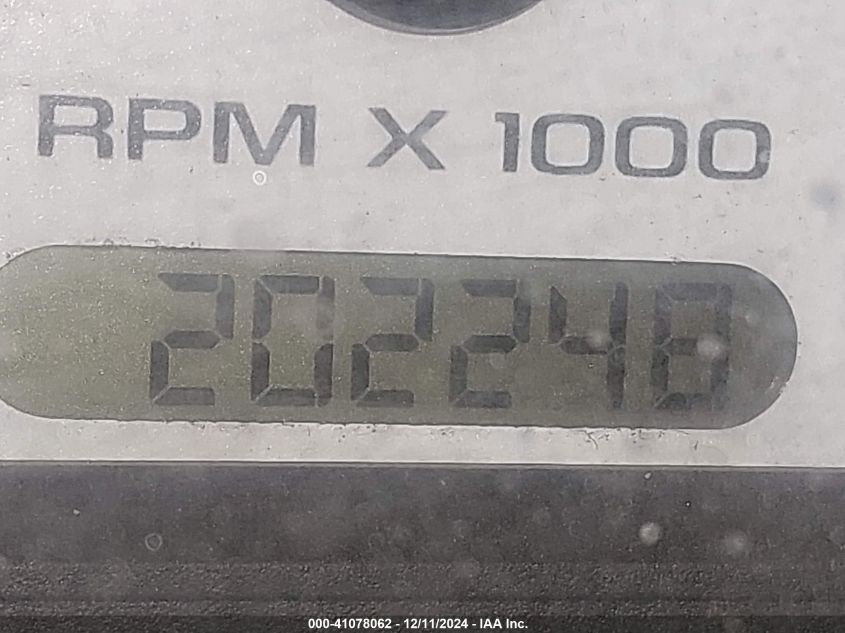 RPM X 1000
202248
000-41078062 - 12/11/2024 - IAA Inc.